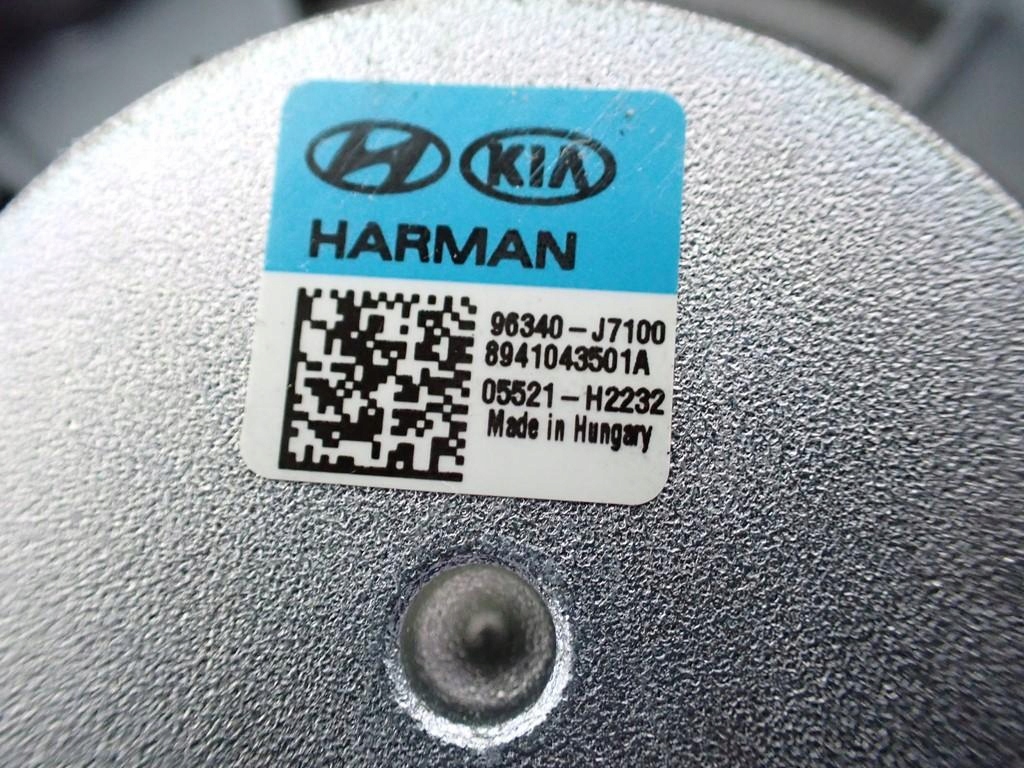 H KIA
HARMAN
96340-J7100
8941043501A
05521-H2232
Made in Hungary